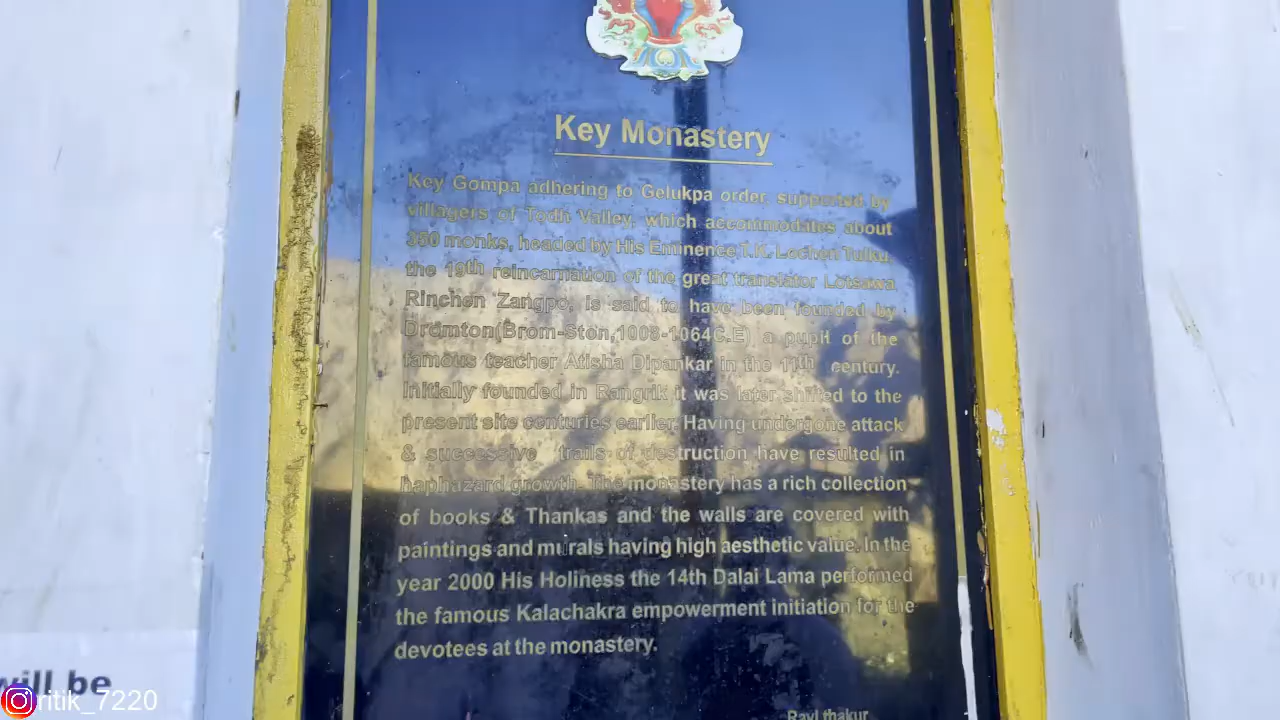 Key Monastery
Key Gompa adhering to Gelukpa order, supported by
villagers of Todh Valley, which accommodates about
350 monks, headed by His Eminence,T.K. Lochen Tulku,
the 19th reincarnation of the great translator Lotsawa
Rinchen Zangpo, is said to have been founded by
Dromton(Brom-Ston,1008-1064C.E) a pupil of the
famous teacher Atisha Dipankar in the 11th century.
Initially founded in Rangrik it was later shifted to the
present site centuries earlier. Having undergone attack
& successive trails of destruction have resulted in
haphazard growth. The monastery has a rich collection
of books & Thankas and the walls are covered with
paintings and murals having high aesthetic value. In the
year 2000 His Holiness the 14th Dalai Lama performed
the famous Kalachakra empowerment initiation for the
devotees at the monastery.
will be
ritik_7220
Ravi thakur